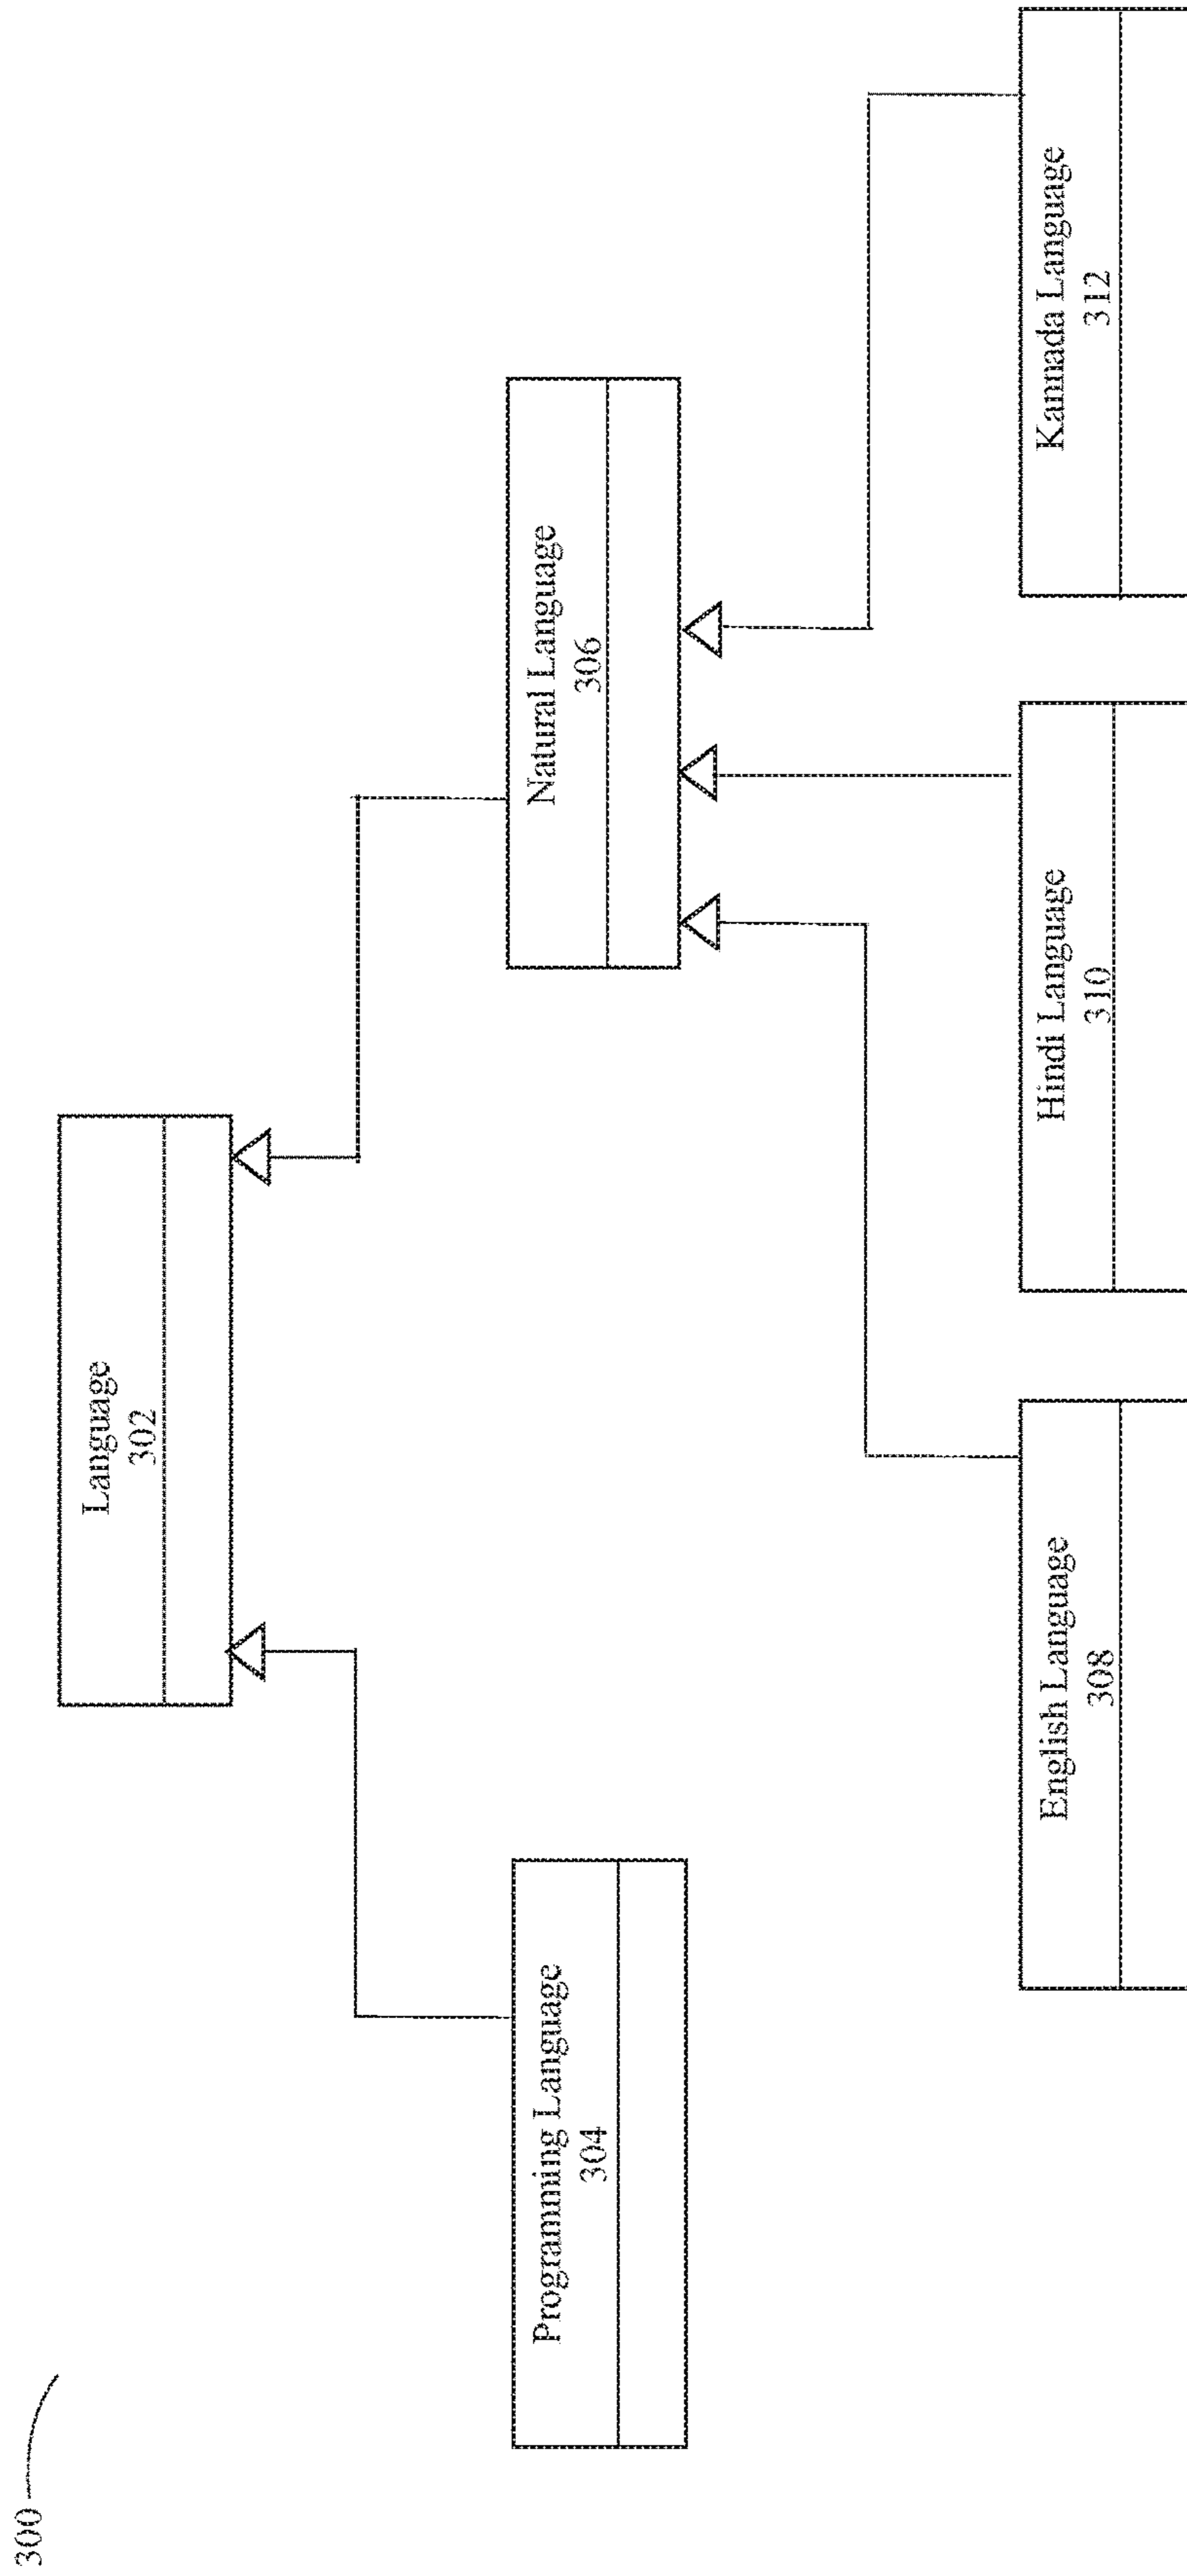 300
Language
302
Programming Language
304
Natural Language
306
English Language
308
Hindi Language
310
Kannada Language
312